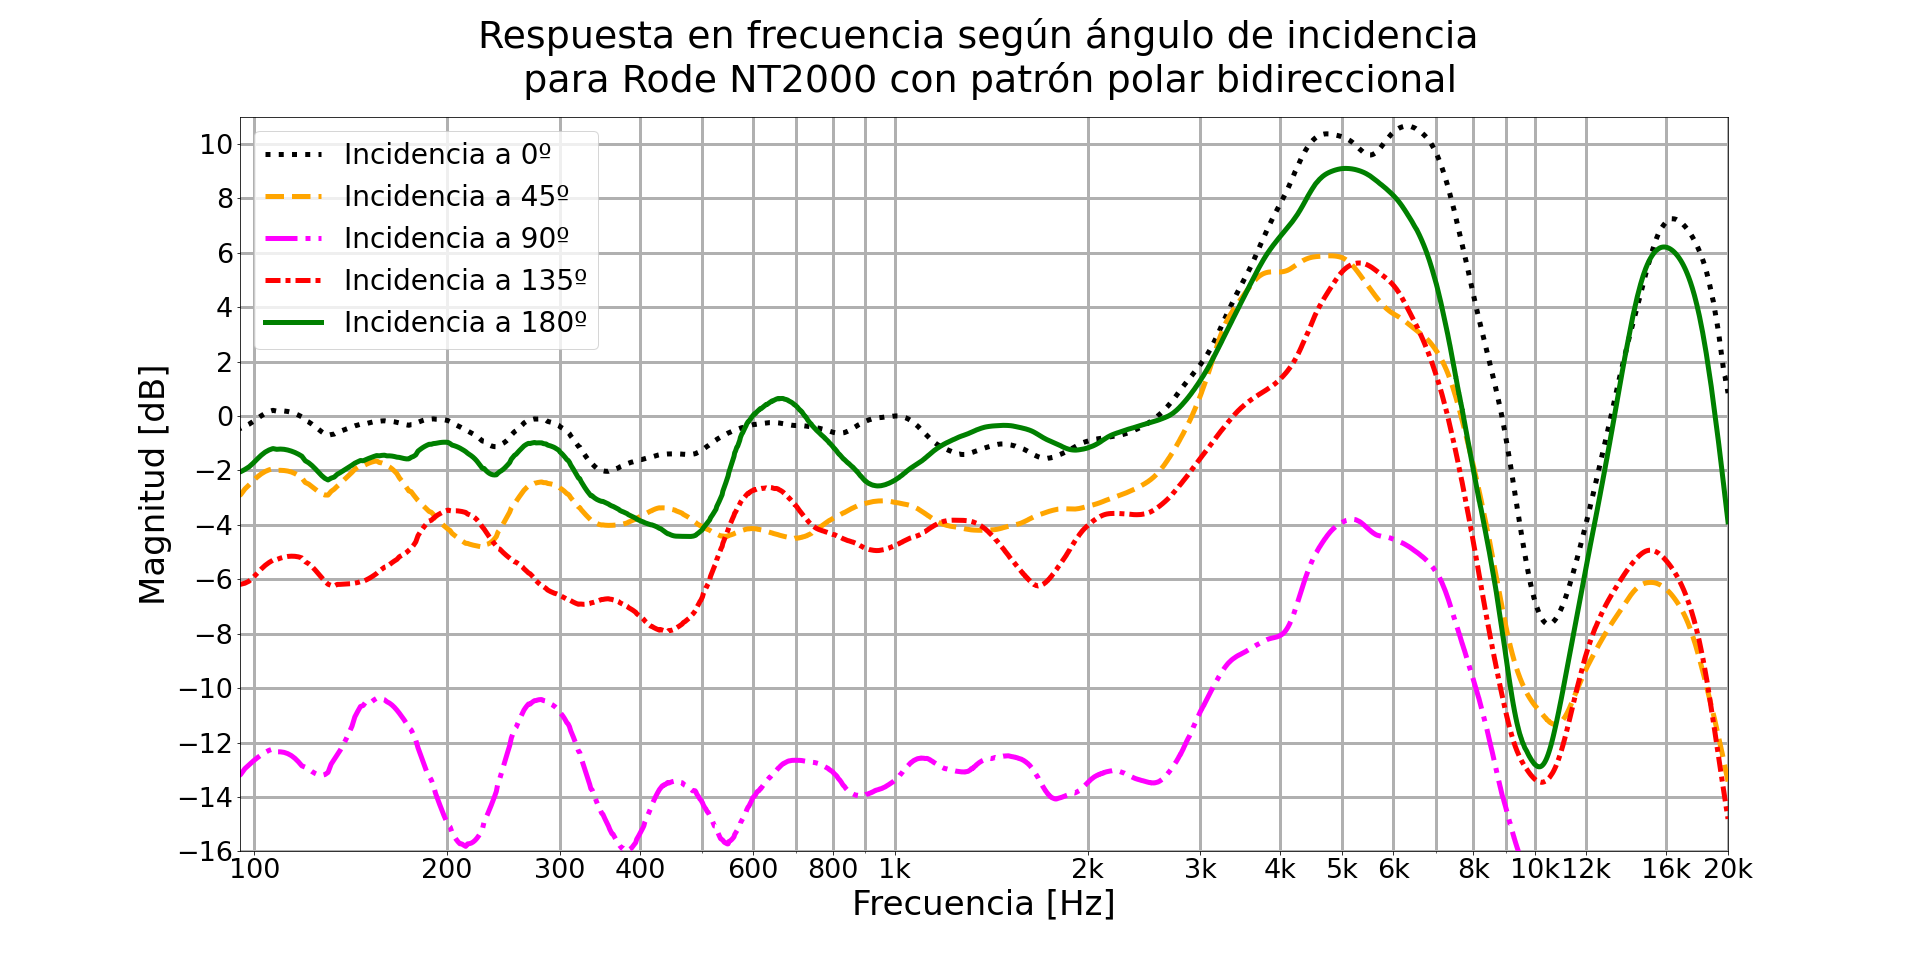 Respuesta en frecuencia según ángulo de incidencia
para Rode NT2000 con patrón polar bidireccional
Incidencia a 0º
Incidencia a 45º
Incidencia a 90º
Incidencia a 135º
Incidencia a 180º
Magnitud [dB]
10
8
6
4
2
0
−2
−4
−6
−8
−10
−12
−14
−16
100 200 300 400 600 800 1k 2k 3k 4k 5k 6k 8k 10k 12k 16k 20k
Frecuencia [Hz]